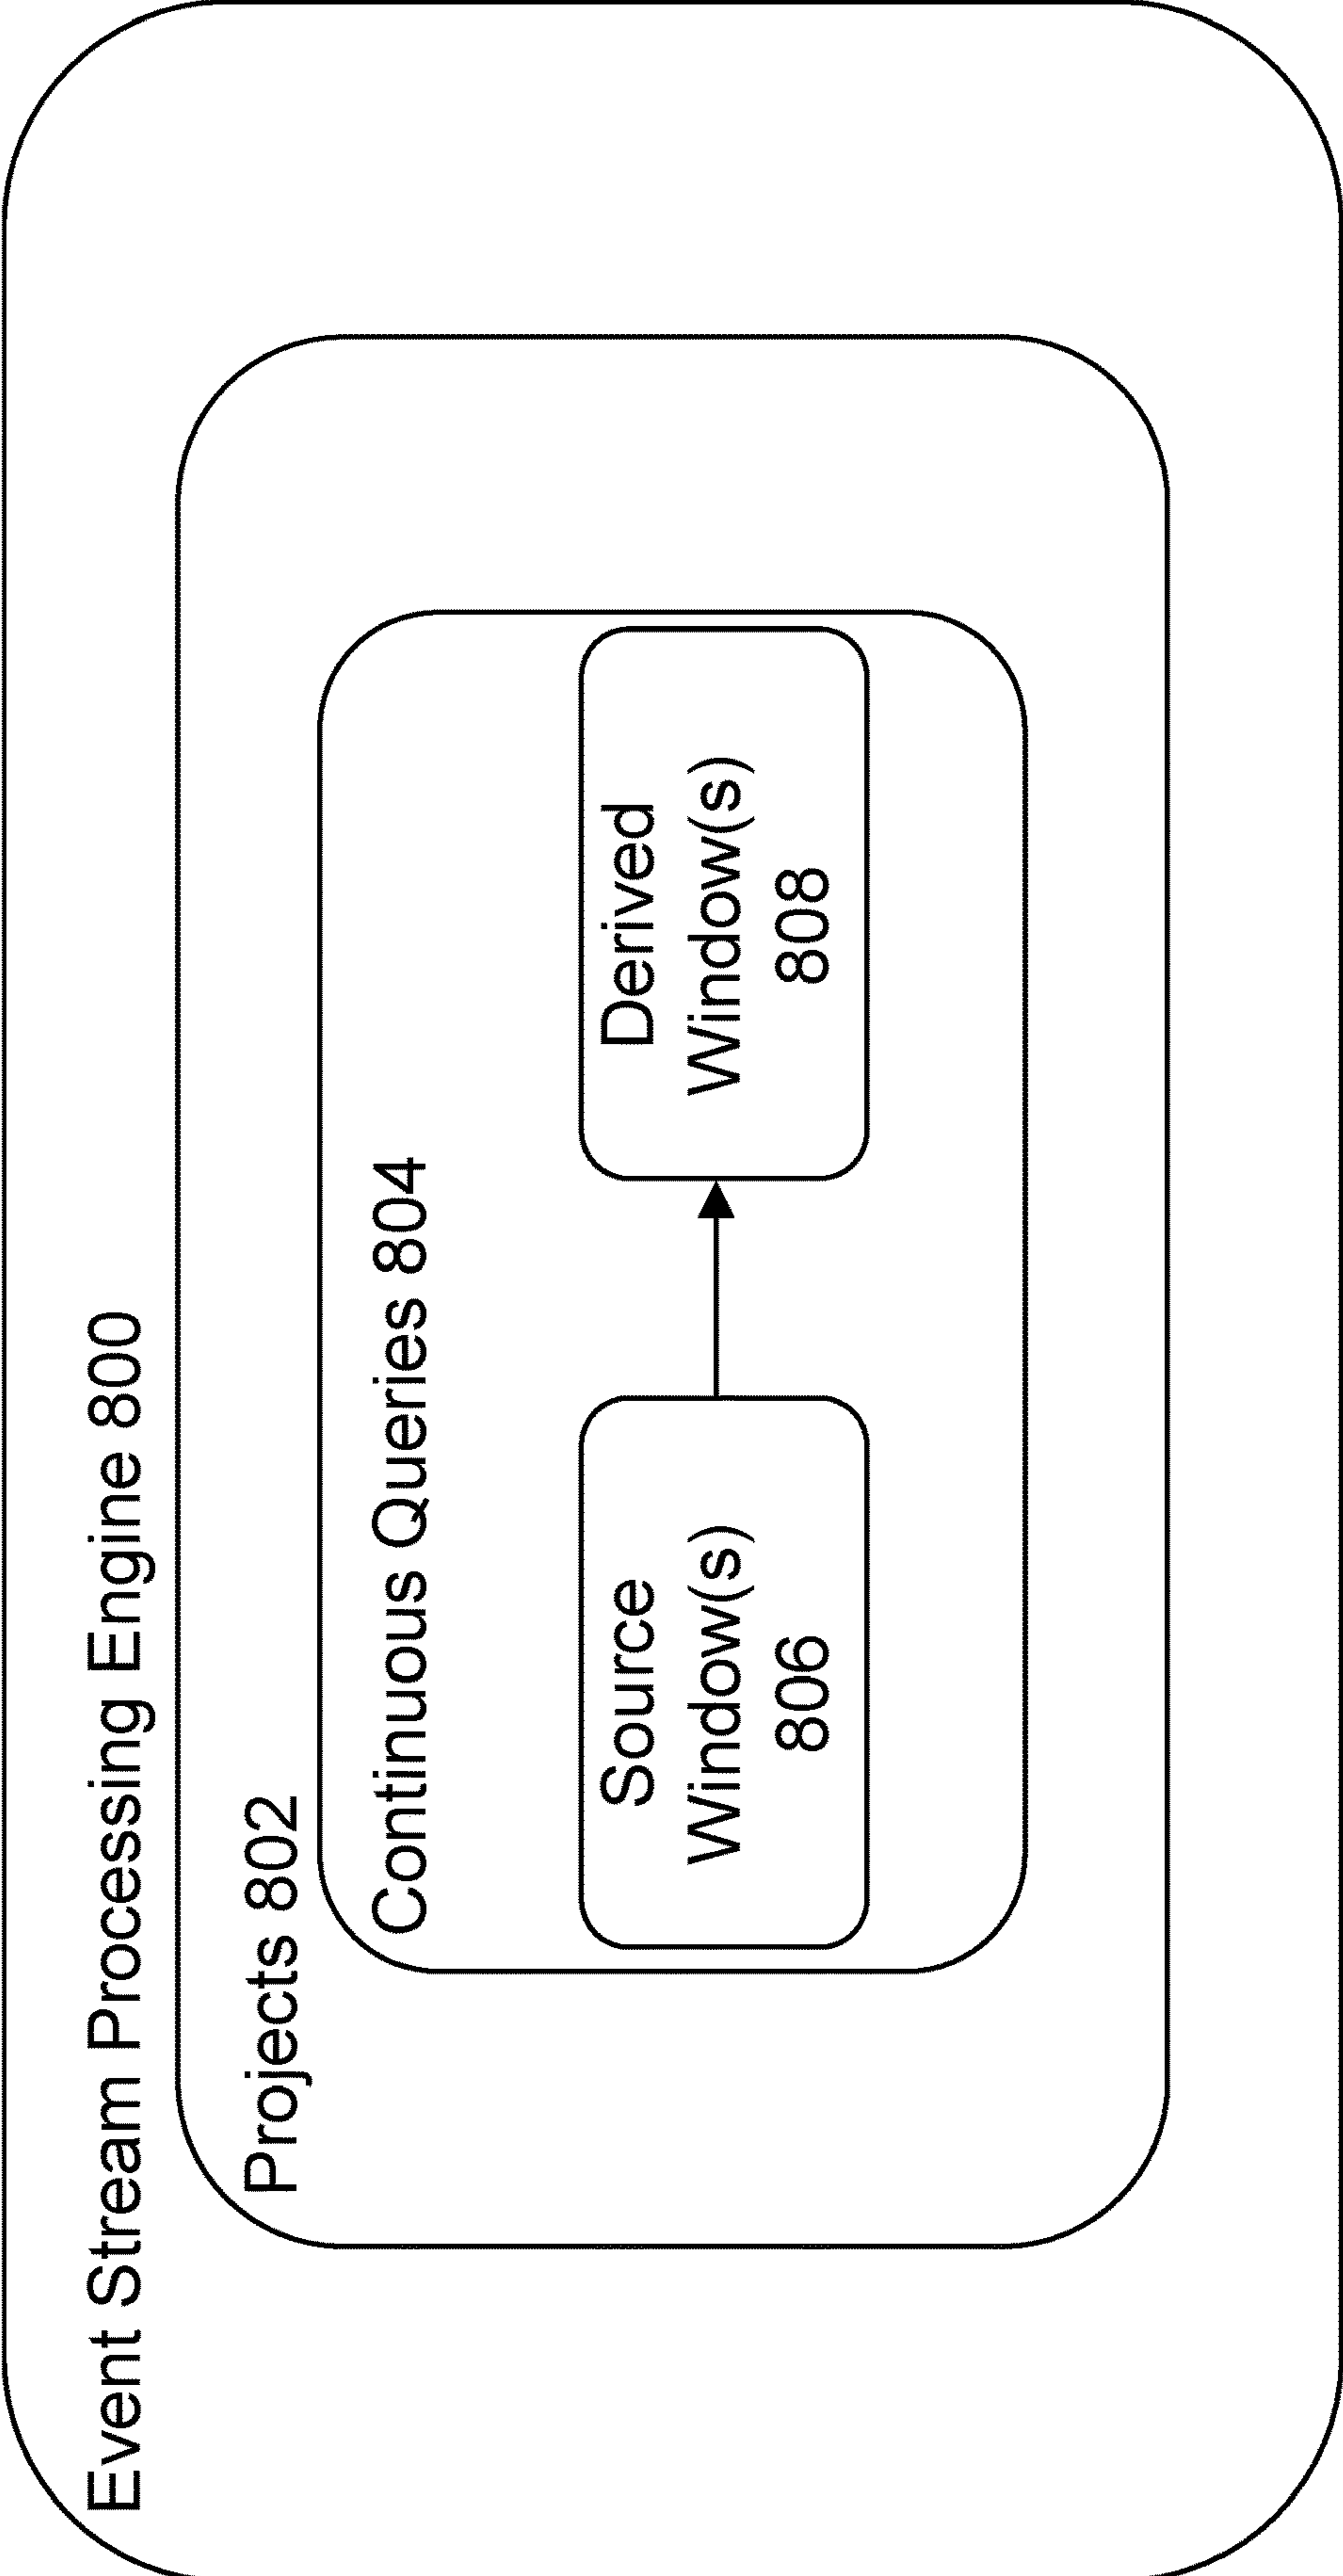 Event Stream Processing Engine 800
Projects 802
Continuous Queries 804
Source
Window(s)
806
Derived
Window(s)
808